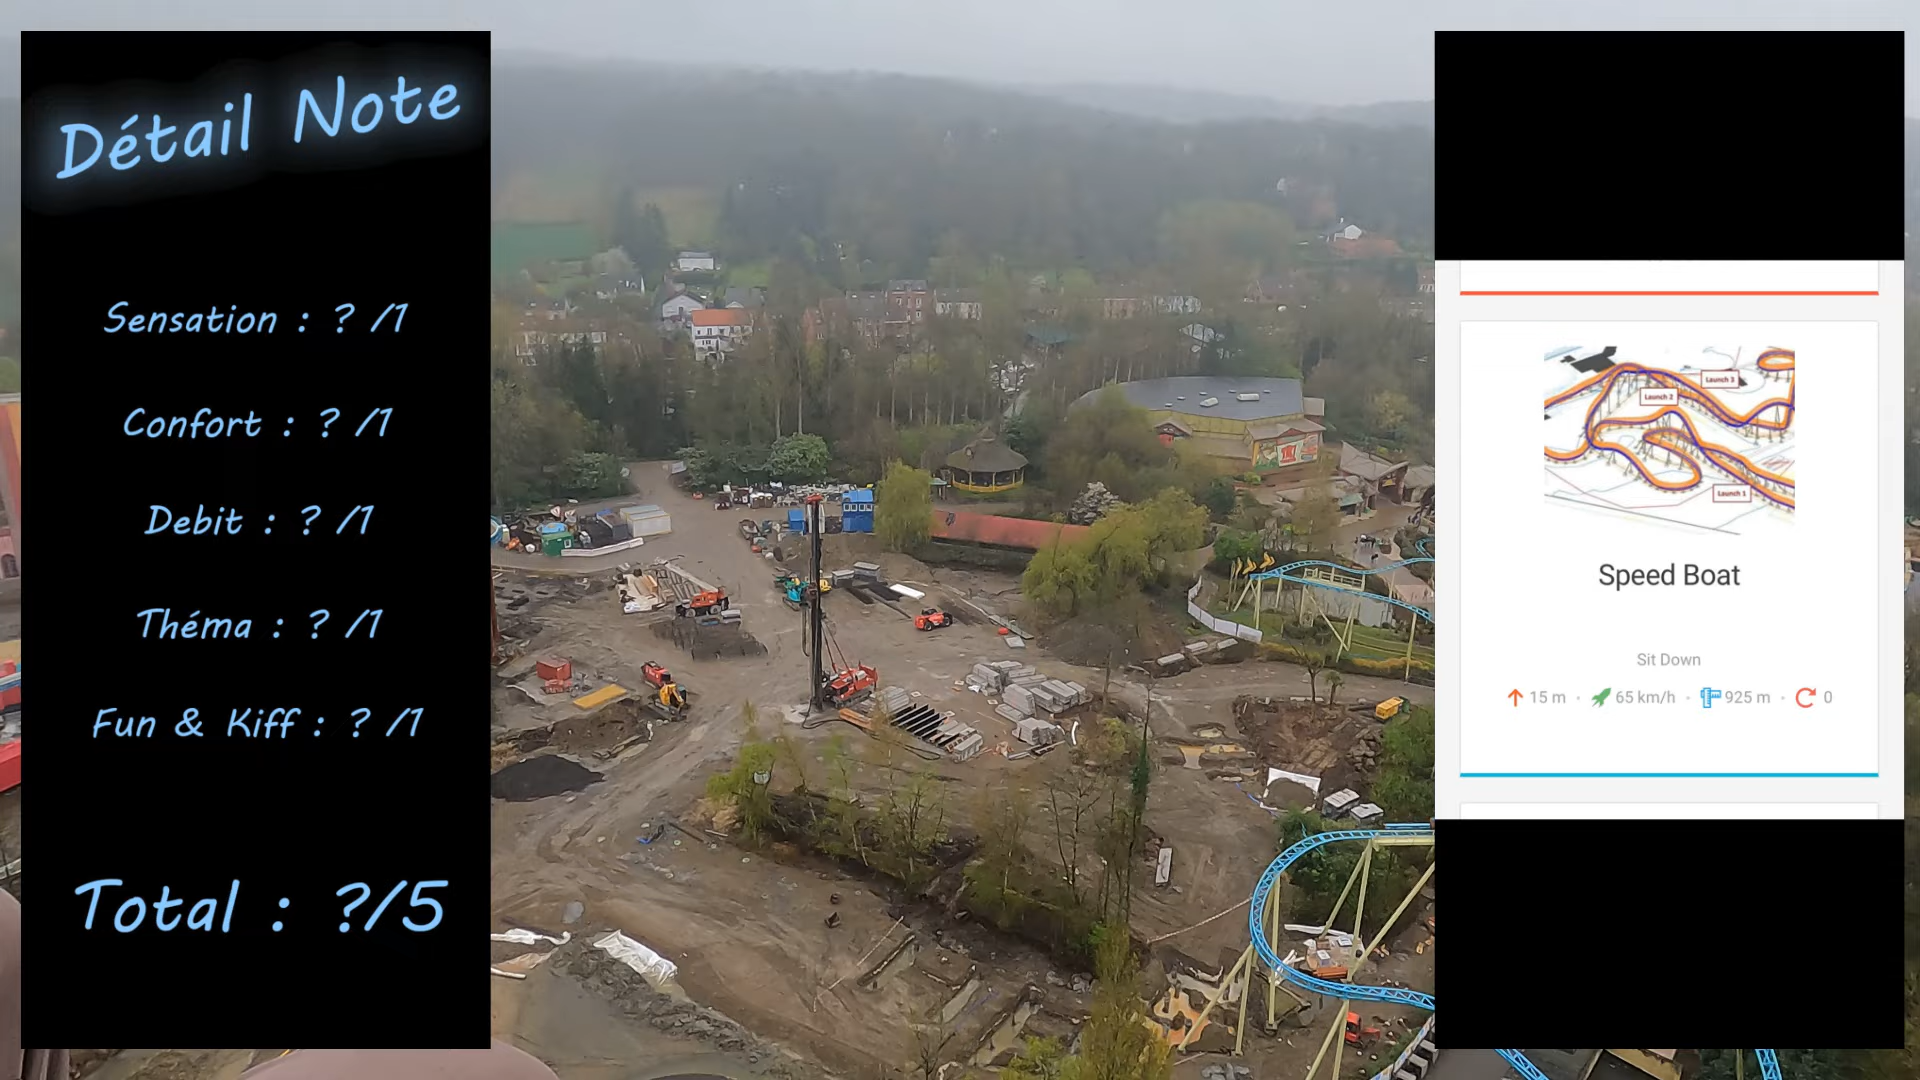 Détail Note
Sensation : ? /1
Confort : ? /1
Debit : ? /1
Théma : ? /1
Fun & Kiff : ? /1
Total : ?/5
Launch 3
Launch 2
Launch 1
Speed Boat
Sit Down
15 m • 65 km/h • 925 m • 0